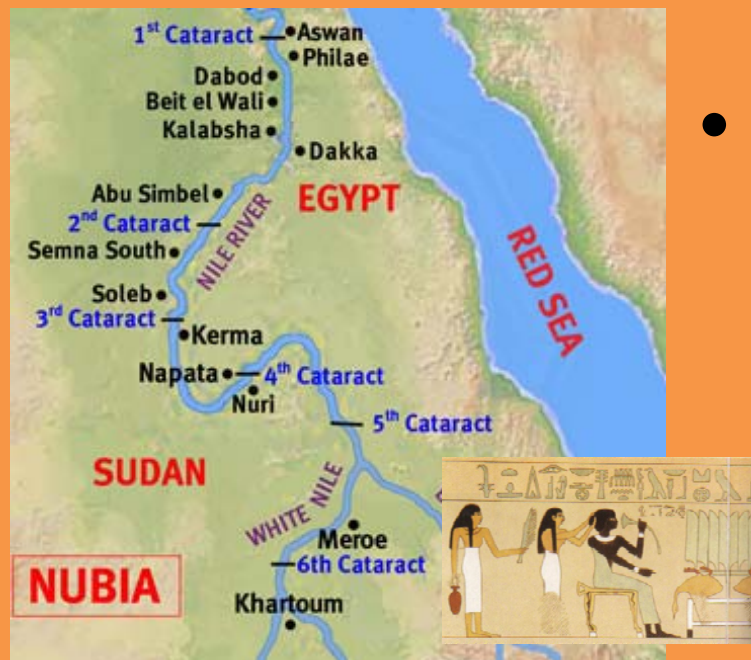 1st Cataract
Aswan
Philae
Dabod
Beit el Wali
Kalabsha
Dakka
Abu Simbel
EGYPT
2nd Cataract
NILE RIVER
Semna South
RED SEA
Soleb
3rd Cataract
Kerma
Napata
4th Cataract
Nuri
5th Cataract
SUDAN
WHITE NILE
Meroe
6th Cataract
NUBIA
Khartoum